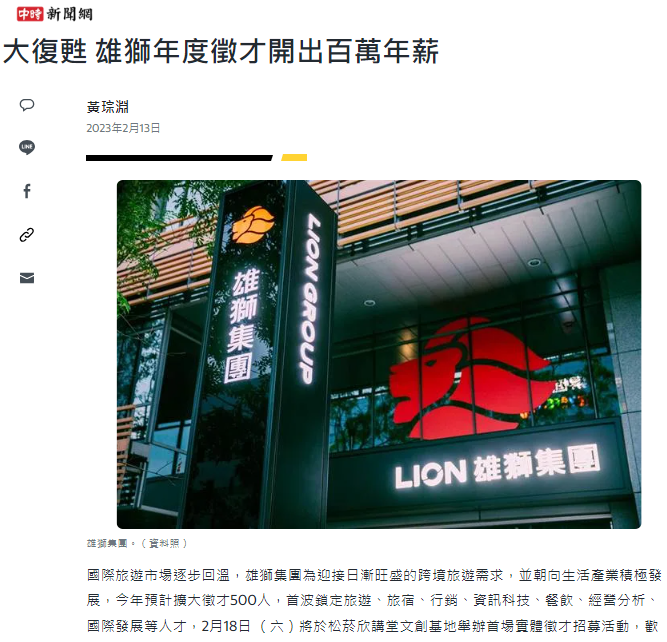 中時新聞網
大復甦 雄獅年度徵才開出百萬年薪
黃琮淵
2023年2月13日
LINE
雄獅集團
LION GROUP
LION 雄獅集團
雄獅集團。（資料照）
國際旅遊市場逐步回溫，雄獅集團為迎接日漸旺盛的跨境旅遊需求，並朝向生活產業積極發
展，今年預計擴大徵才500人，首波鎖定旅遊、旅宿、行銷、資訊科技、餐飲、經營分析、
國際發展等人才，2月18日（六）將於松菸欣講堂文創基地舉辦首場實體徵才招募活動，歡